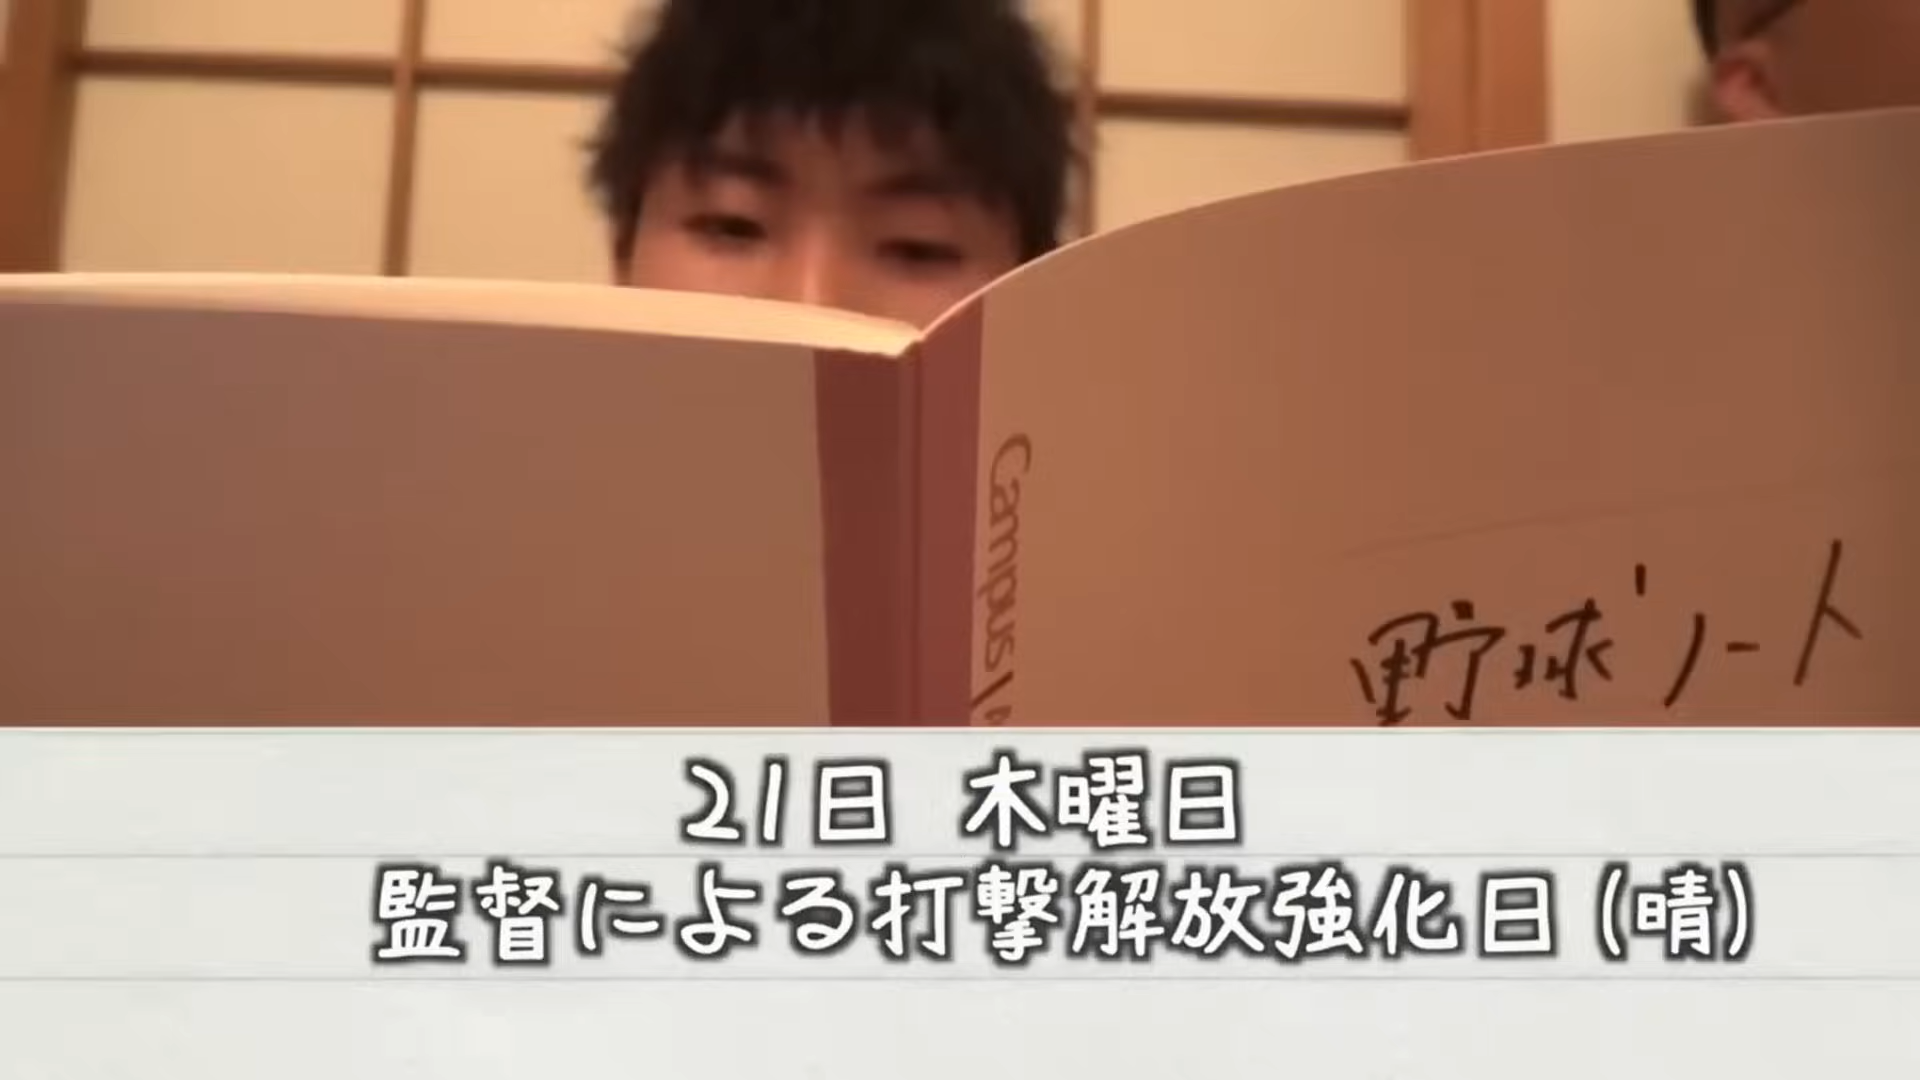 Campus
野球ノート
21日 木曜日
監督による打撃解放強化日(晴)